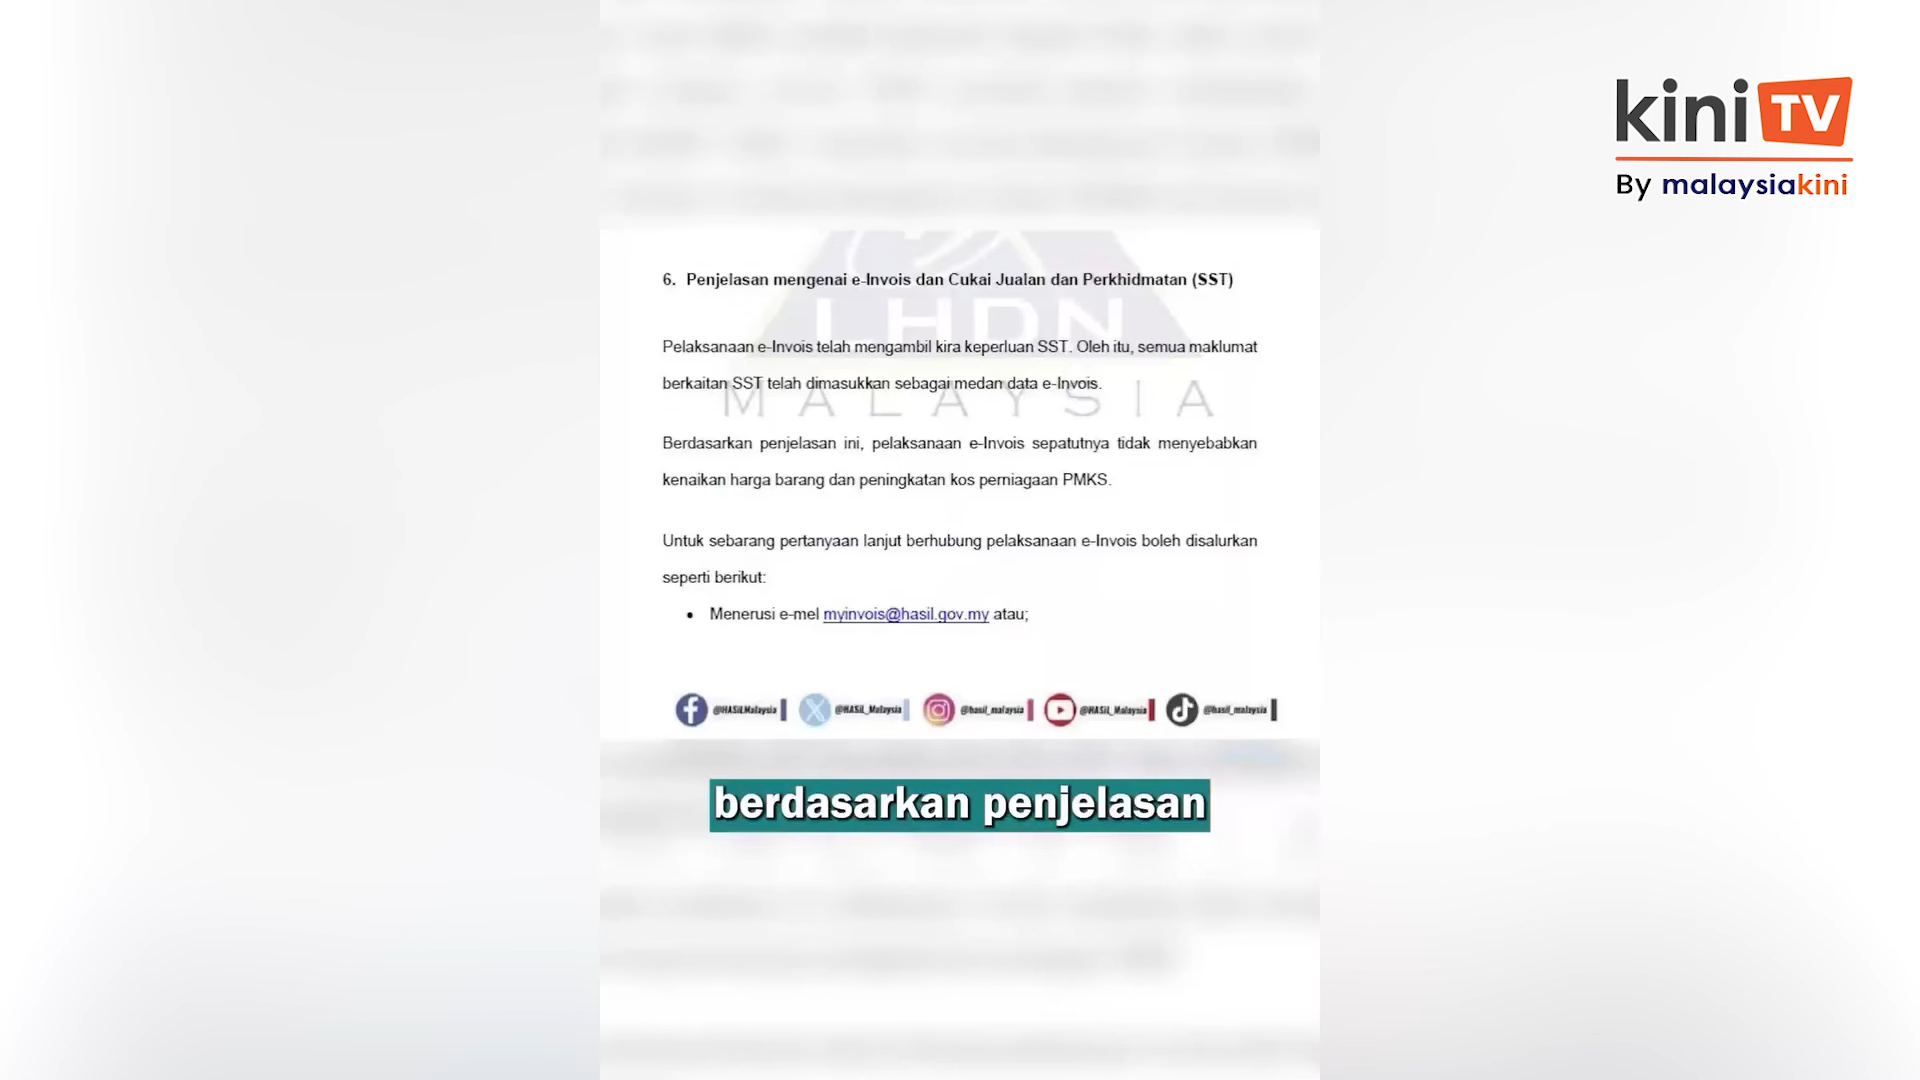 kini TV
By malaysiakini
6. Penjelasan mengenai e-Invois dan Cukai Jualan dan Perkhidmatan (SST)
LHDN
MALAYSIA
Pelaksanaan e-Invois telah mengambil kira keperluan SST. Oleh itu, semua maklumat
berkaitan SST telah dimasukkan sebagai medan data e-Invois.
Berdasarkan penjelasan ini, pelaksanaan e-Invois sepatutnya tidak menyebabkan
kenaikan harga barang dan peningkatan kos perniagaan PMKS.
Untuk sebarang pertanyaan lanjut berhubung pelaksanaan e-Invois boleh disalurkan
seperti berikut:
• Menerusi e-mel myinvois@hasil.gov.my atau;
@HASiLMalaysia @HASiL_Malaysia @hasil_malaysia @HASiL_Malaysia @hasil_malaysia
berdasarkan penjelasan